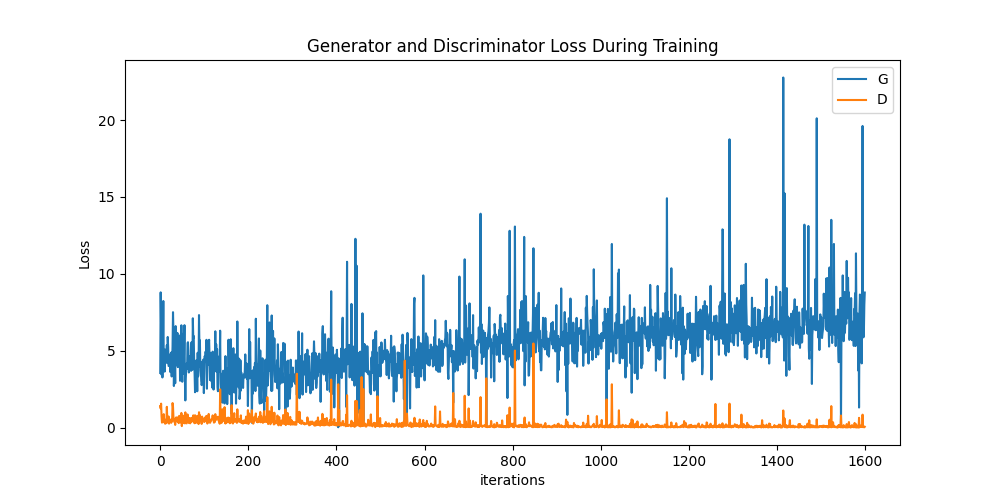 Generator and Discriminator Loss During Training
G
D
Loss
20
15
10
5
0
0 200 400 600 800 1000 1200 1400 1600
iterations